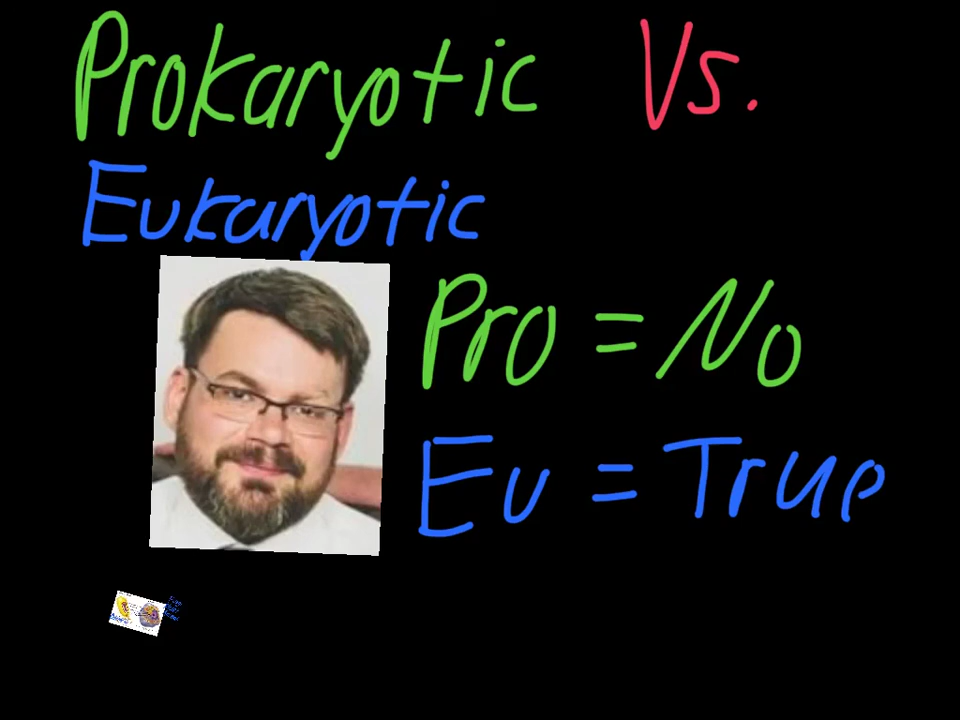 Prokaryotic Vs.
Eukaryotic
Pro = No
Eu = True